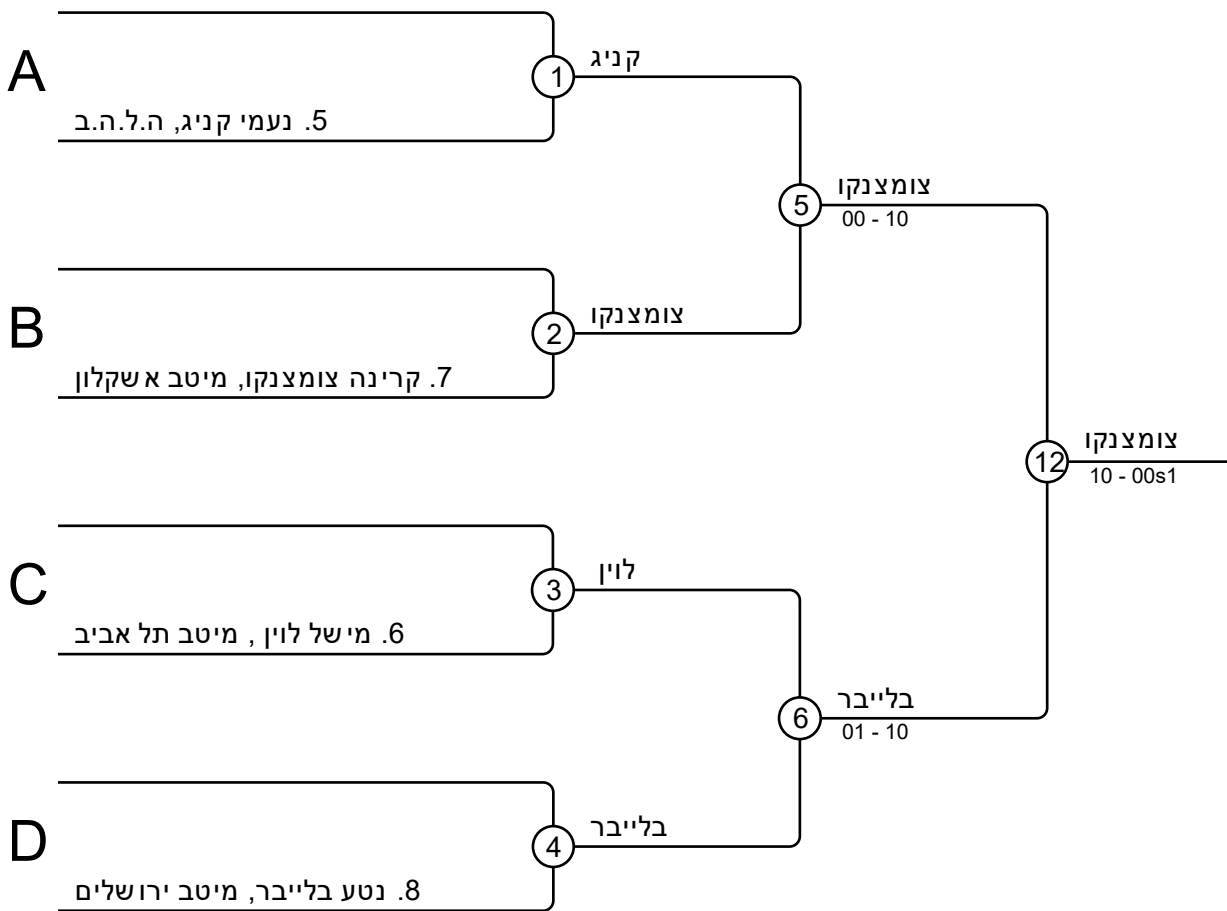 A
קניג
1
5. נעמי קניג, ה.ל.ה.ב
צומצנקו
5
00 - 10
B
צומצנקו
2
7. קרינה צומצנקו, מיטב אשקלון
צומצנקו
12
10 - 00s1
C
לוין
3
6. מישל לוין , מיטב תל אביב
בלייבר
6
01 - 10
D
בלייבר
4
8. נטע בלייבר, מיטב ירושלים